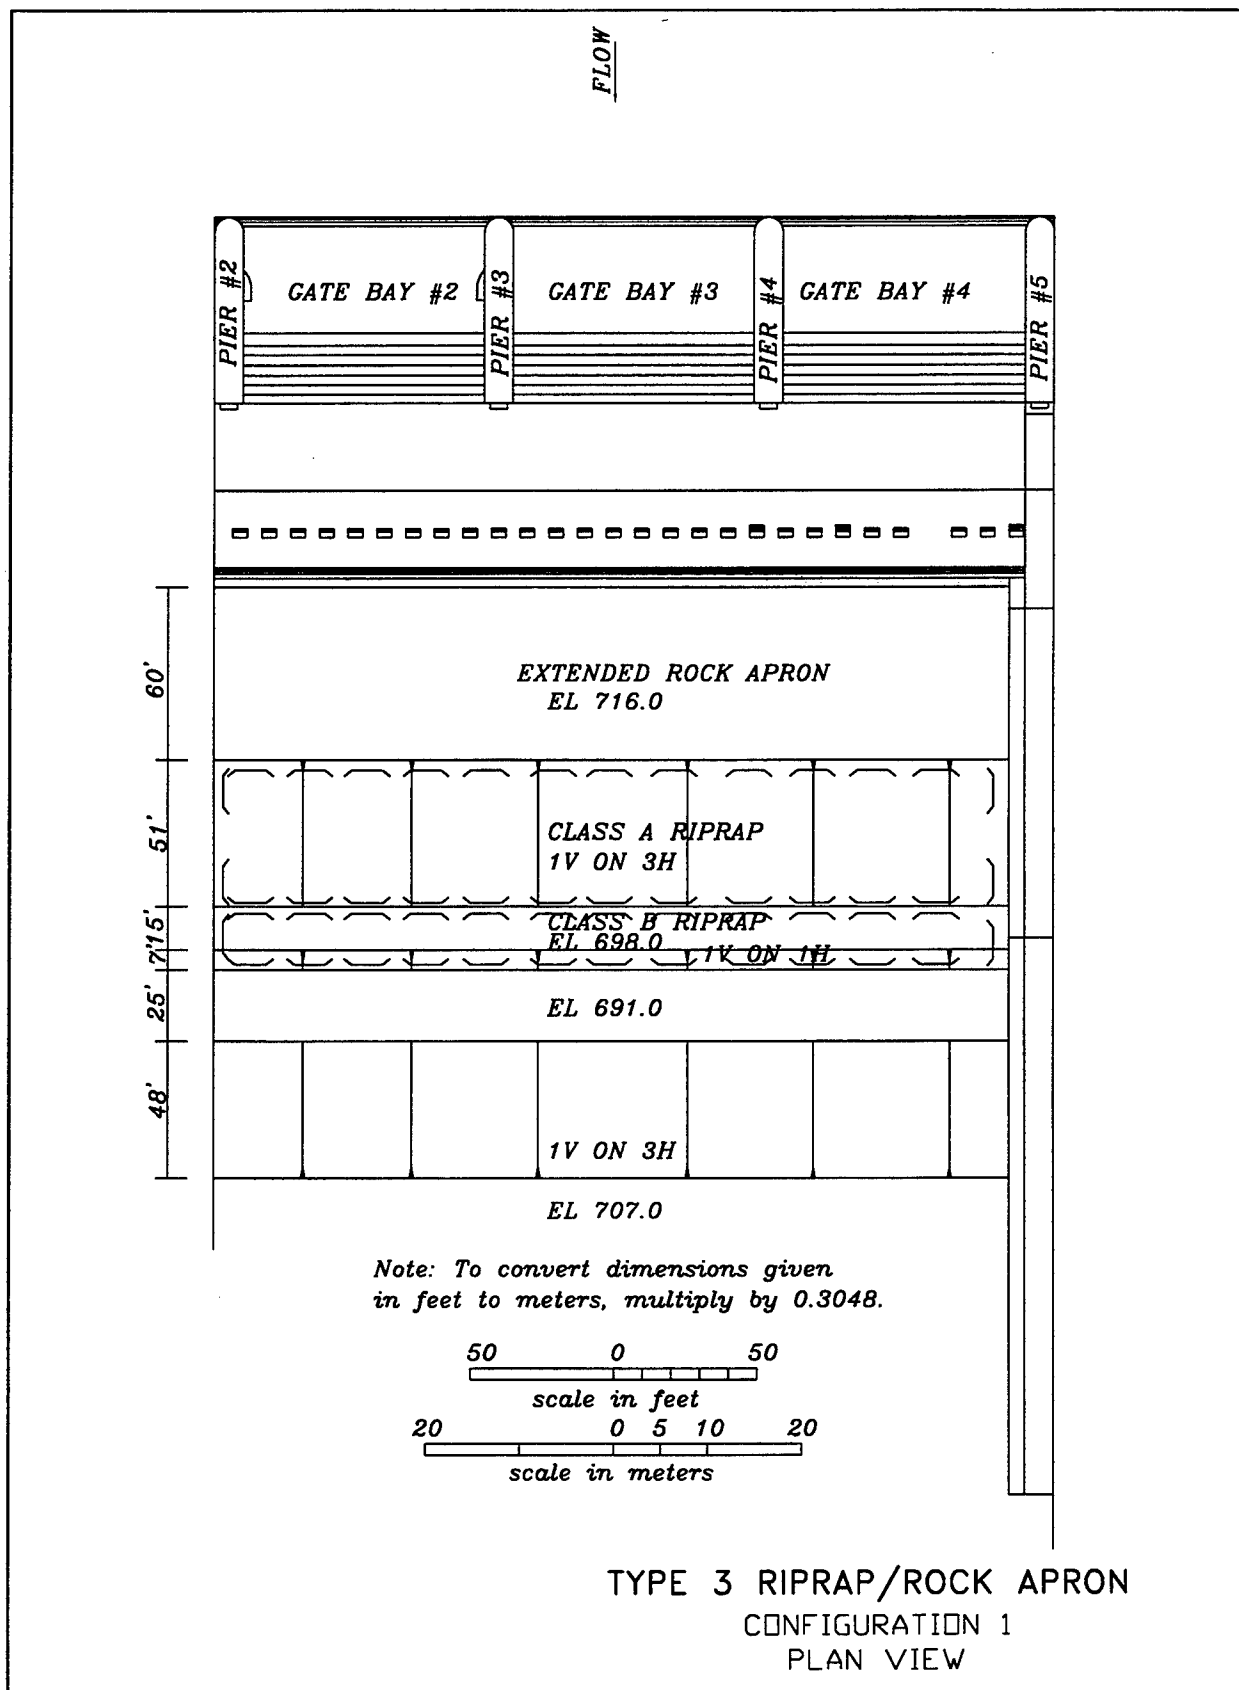 FLOW
PIER #2
GATE BAY #2
PIER #3
GATE BAY #3
PIER #4
GATE BAY #4
PIER #5
60'
EXTENDED ROCK APRON
EL 716.0
51'
CLASS A RIPRAP
1V ON 3H
15'
CLASS B RIPRAP
EL 698.0
7'
1V ON 1H
25'
EL 691.0
48'
1V ON 3H
EL 707.0
Note: To convert dimensions given
in feet to meters, multiply by 0.3048.
50 0 50
scale in feet
20 0 5 10 20
scale in meters
TYPE 3 RIPRAP/ROCK APRON
CONFIGURATION 1
PLAN VIEW